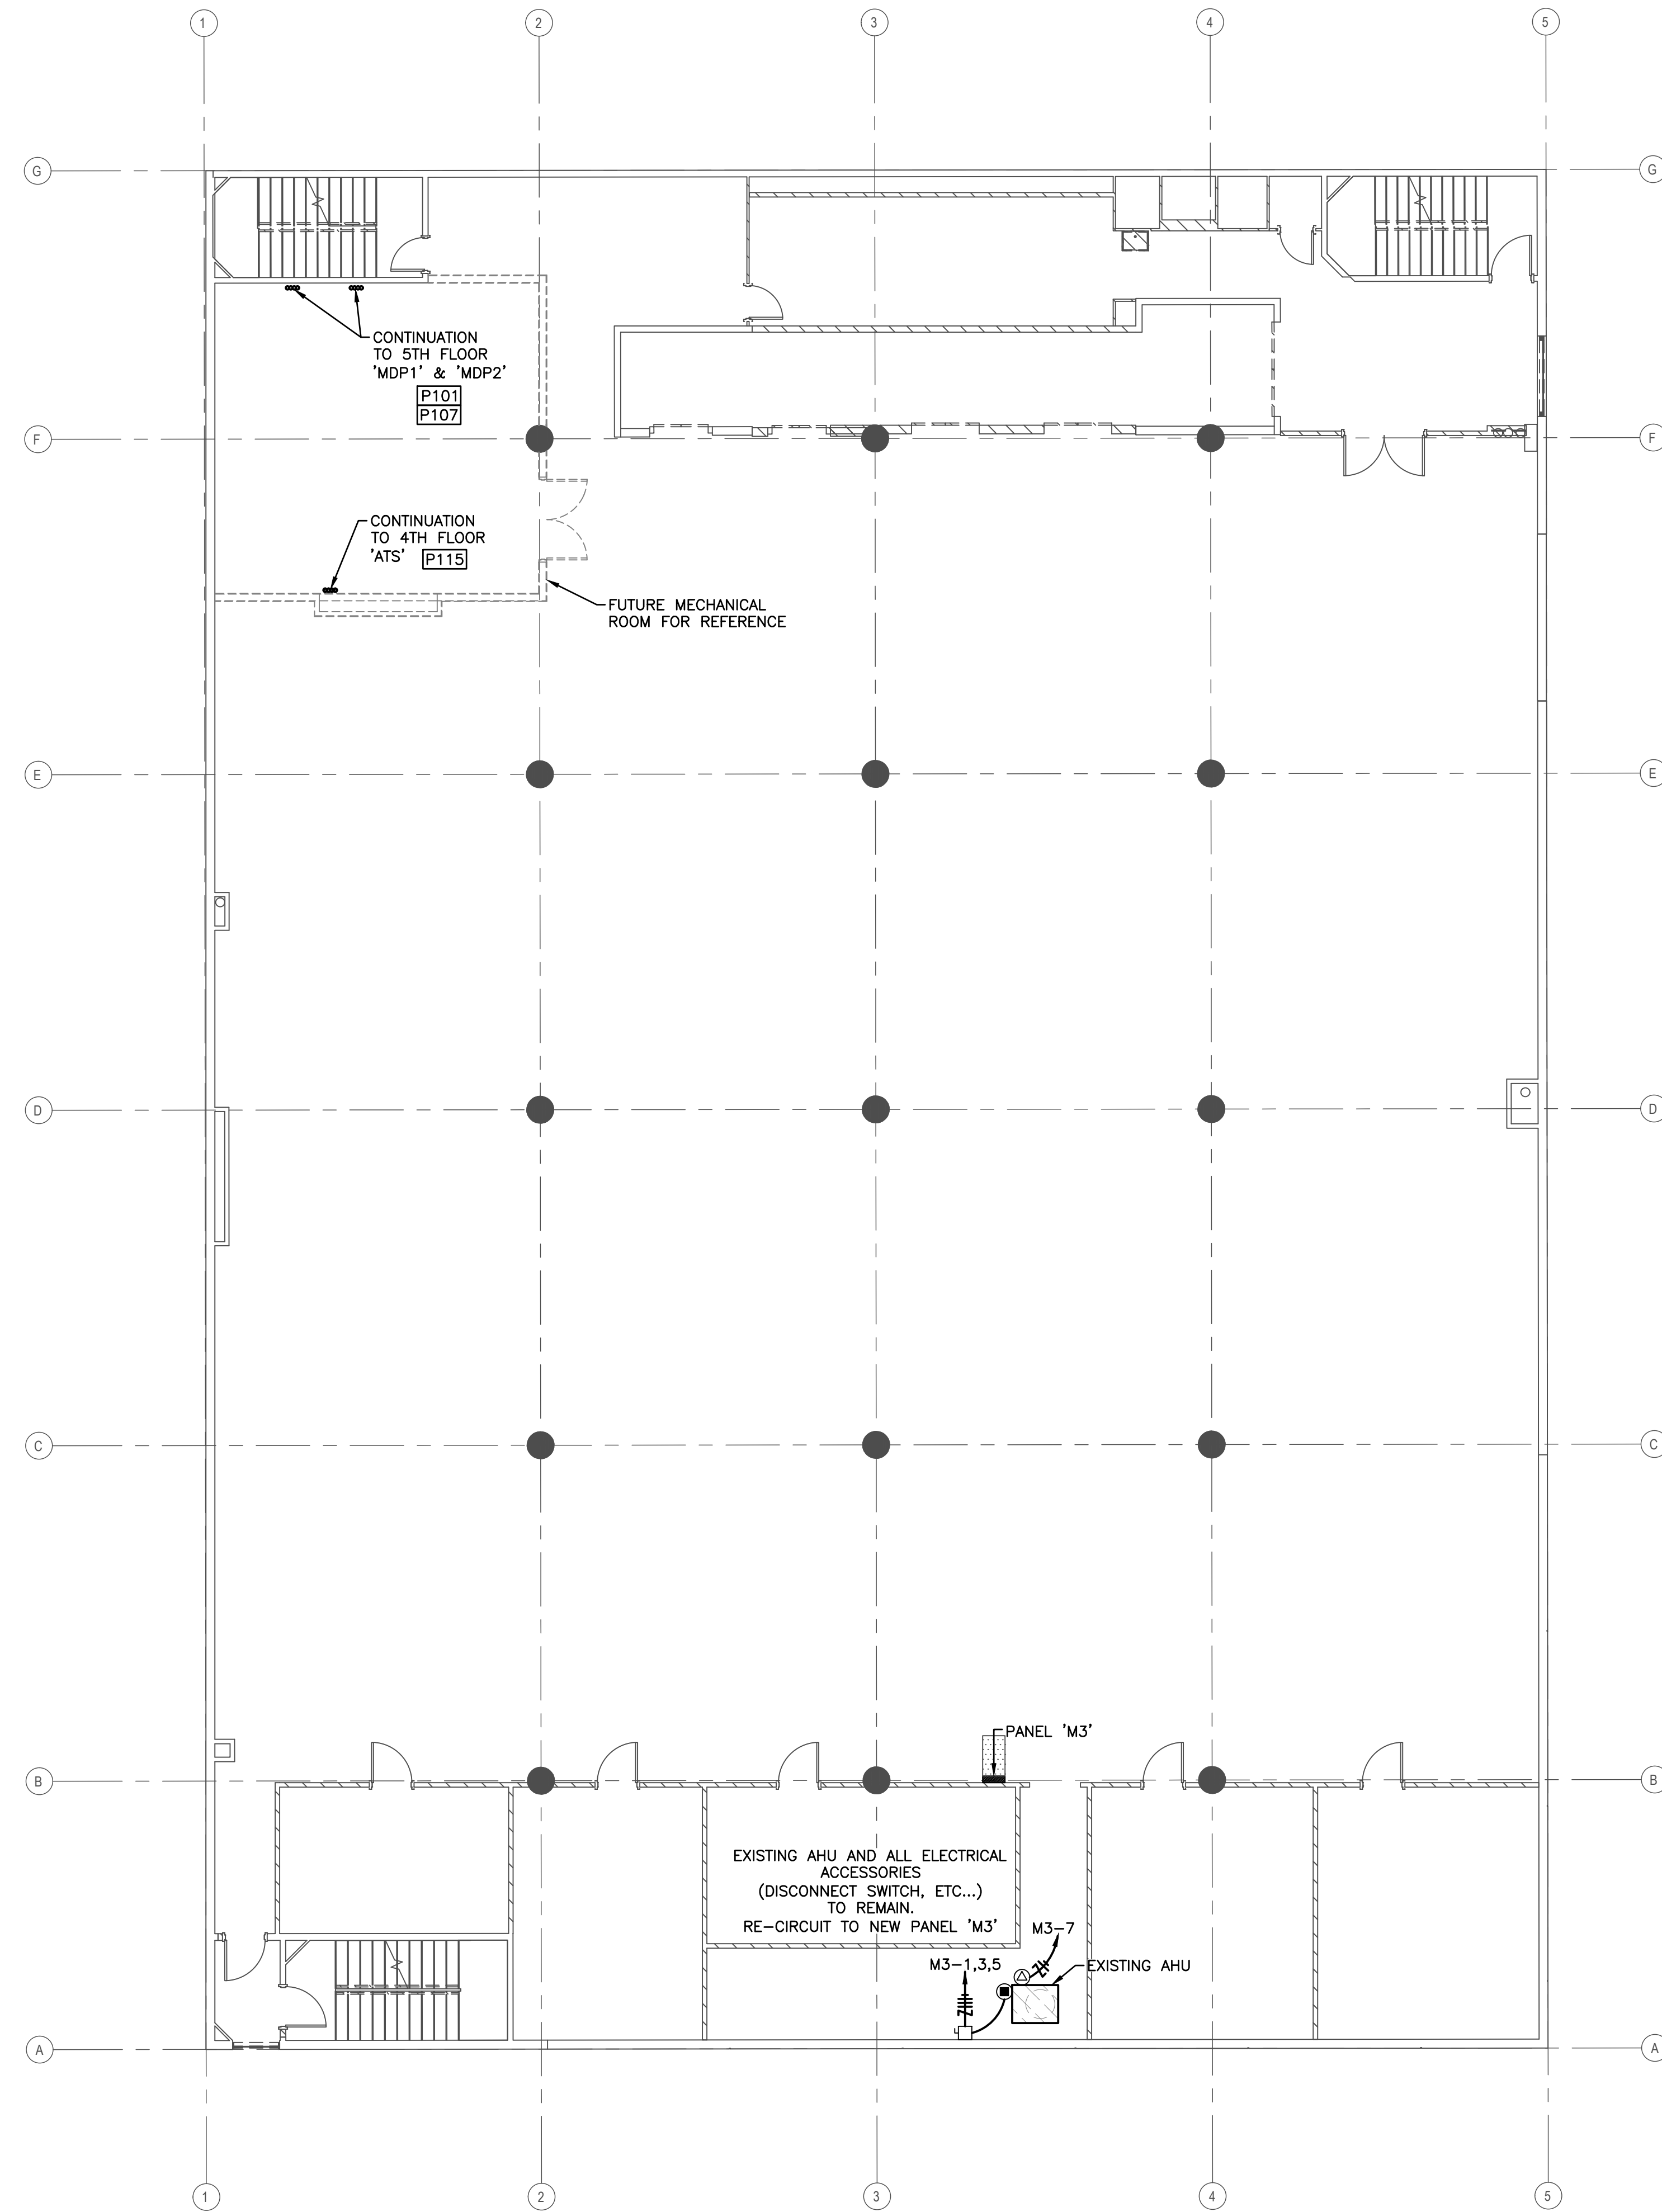 1
2
3
4
5
G
G
CONTINUATION
TO 5TH FLOOR
'MDP1' & 'MDP2'
P101
P107
F
F
CONTINUATION
TO 4TH FLOOR
'ATS' P115
FUTURE MECHANICAL
ROOM FOR REFERENCE
E
E
D
D
C
C
PANEL 'M3'
B
B
EXISTING AHU AND ALL ELECTRICAL
ACCESSORIES
(DISCONNECT SWITCH, ETC...)
TO REMAIN.
RE-CIRCUIT TO NEW PANEL 'M3'
M3-7
M3-1,3,5
EXISTING AHU
A
A
1
2
3
4
5